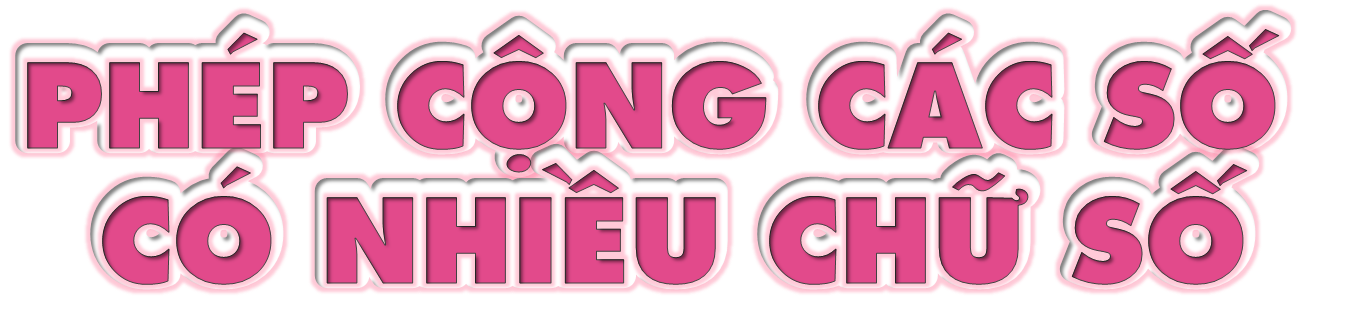 PHÉP CỘNG CÁC SỐ
CÓ NHIỀU CHỮ SỐ